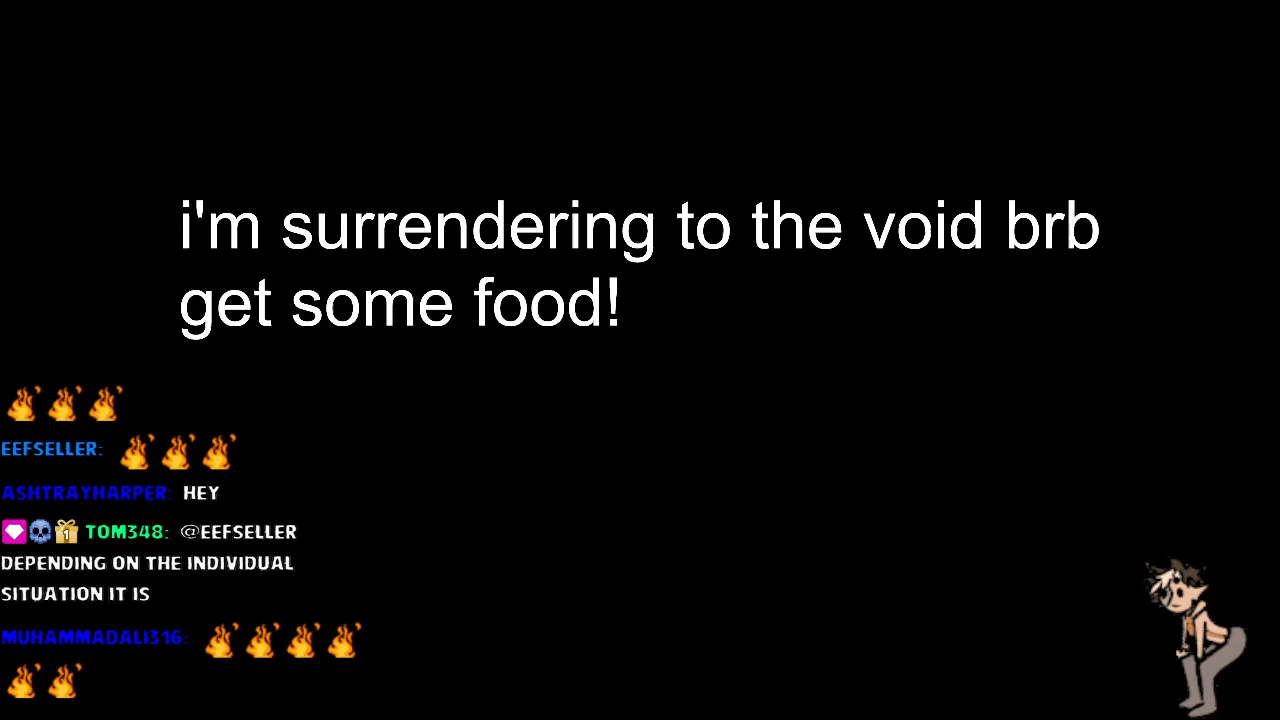 i'm surrendering to the void brb
get some food!
EEFSELLER:
ASHTRAYHARPER: HEY
1 TOM348: @EEFSELLER
DEPENDING ON THE INDIVIDUAL
SITUATION IT IS
MUHAMMADALI316: